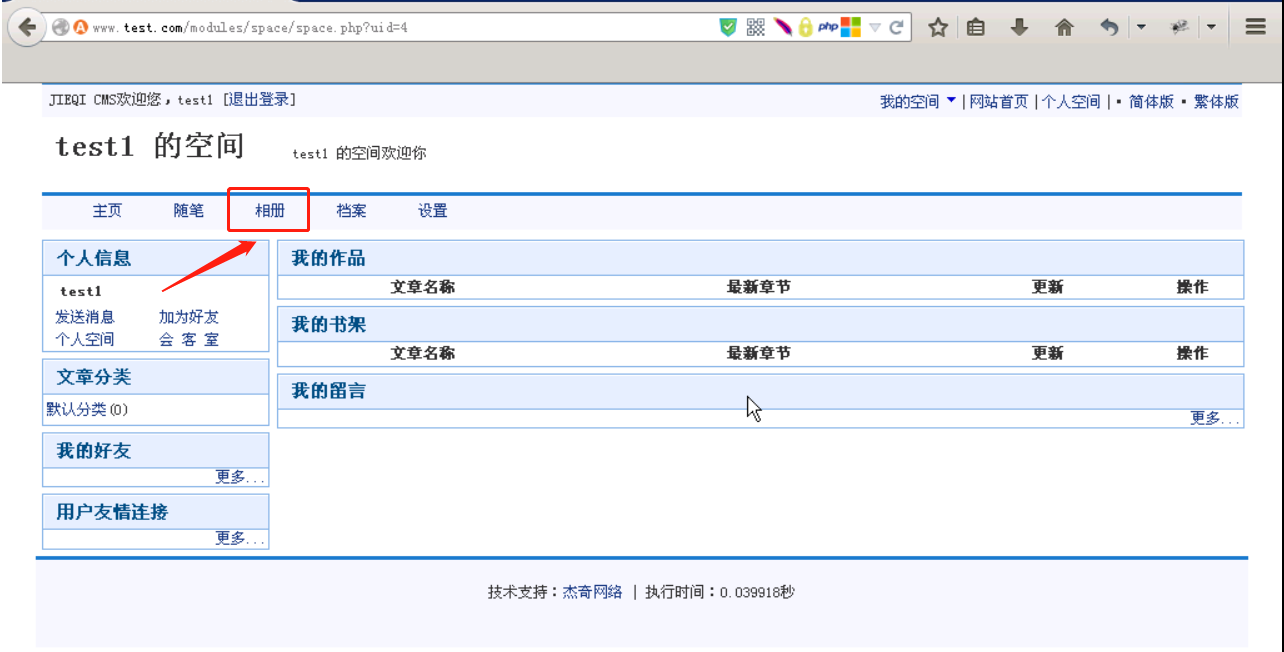 www.test.com/modules/space/space.php?uid=4
php
JIEQI CMS欢迎您，test1 [退出登录]
我的空间 ▼ | 网站首页 | 个人空间 | ▪ 简体版 ▪ 繁体版
test1 的空间 test1 的空间欢迎你
主页 随笔 相册 档案 设置
个人信息
test1
发送消息 加为好友
个人空间 会 客 室
文章分类
默认分类(0)
我的好友
更多...
用户友情连接
更多...
我的作品
文章名称 最新章节 更新 操作
我的书架
文章名称 最新章节 更新 操作
我的留言
更多...
技术支持：杰奇网络 | 执行时间：0.039918秒